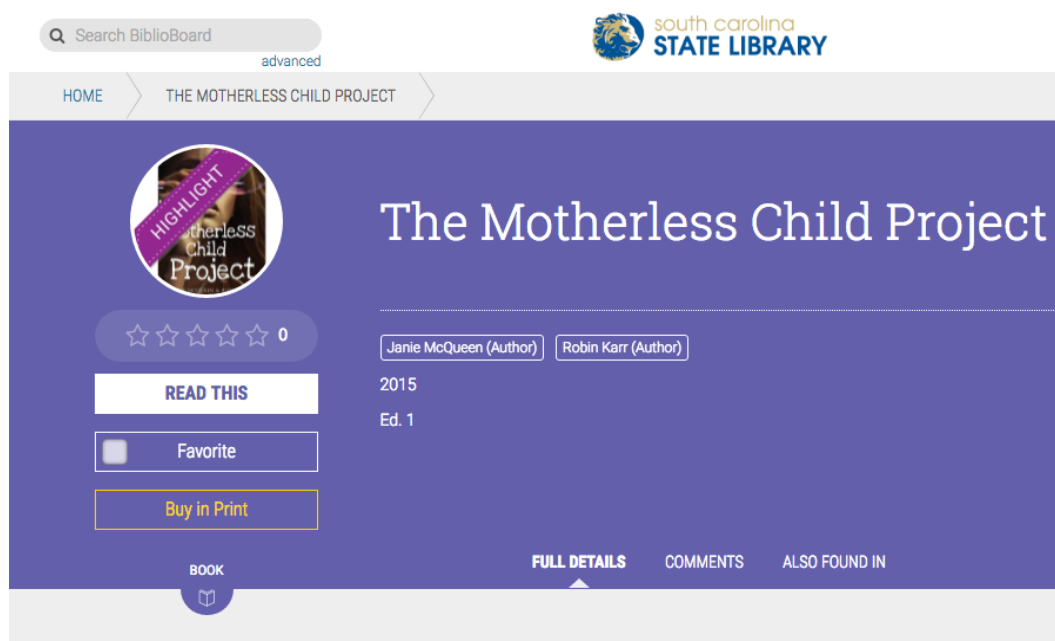 Search BiblioBoard
advanced
south carolina
STATE LIBRARY
HOME
THE MOTHERLESS CHILD PROJECT
HIGHLIGHT
therless
Child
Project
The Motherless Child Project
0
Janie McQueen (Author)
Robin Karr (Author)
READ THIS
2015
Ed. 1
Favorite
Buy in Print
BOOK
FULL DETAILS
COMMENTS
ALSO FOUND IN